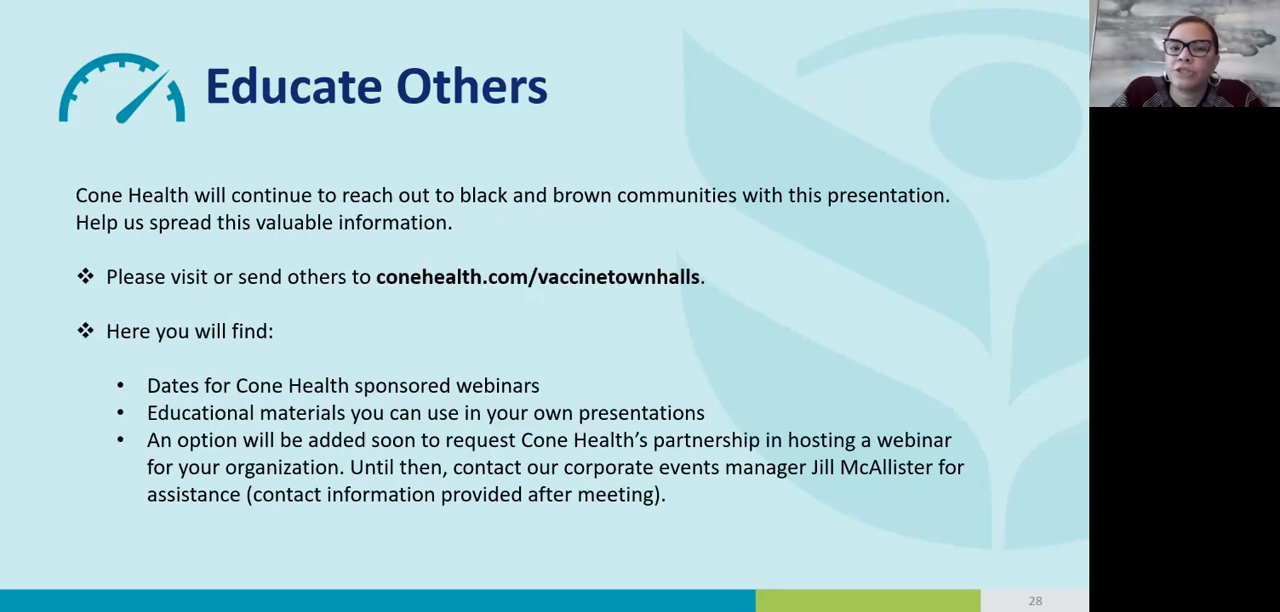 Educate Others
Cone Health will continue to reach out to black and brown communities with this presentation.
Help us spread this valuable information.
❖ Please visit or send others to conehealth.com/vaccinetownhalls.
❖ Here you will find:
• Dates for Cone Health sponsored webinars
• Educational materials you can use in your own presentations
• An option will be added soon to request Cone Health’s partnership in hosting a webinar
for your organization. Until then, contact our corporate events manager Jill McAllister for
assistance (contact information provided after meeting).
28